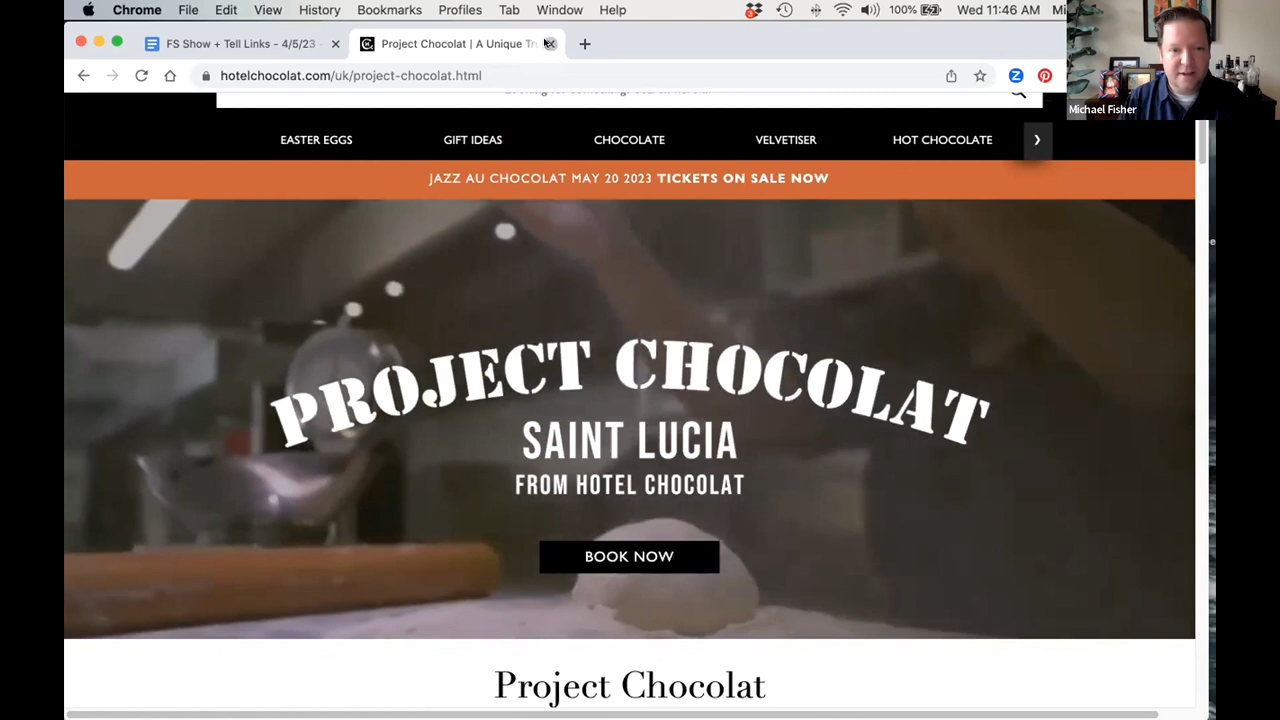 Chrome File Edit View History Bookmarks Profiles Tab Window Help 3 100% Wed 11:46 AM Mi
FS Show + Tell Links - 4/5/23 - Project Chocolat | A Unique
hotelchocolat.com/uk/project-chocolat.html
Michael Fisher
EASTER EGGS GIFT IDEAS CHOCOLATE VELVETISER HOT CHOCOLATE
JAZZ AU CHOCOLAT MAY 20 2023 TICKETS ON SALE NOW
PROJECT CHOCOLAT
SAINT LUCIA
FROM HOTEL CHOCOLAT
BOOK NOW
Project Chocolat